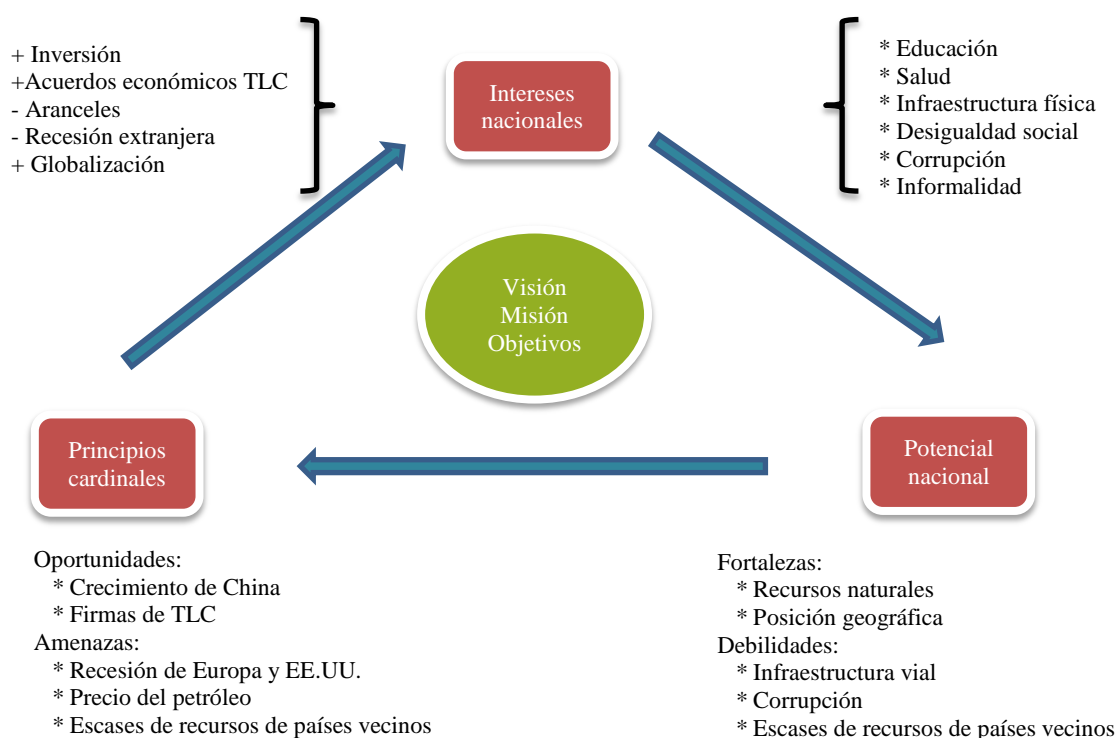 + Inversión
+Acuerdos económicos TLC
- Aranceles
- Recesión extranjera
+ Globalización
Intereses
nacionales
* Educación
* Salud
* Infraestructura física
* Desigualdad social
* Corrupción
* Informalidad
Visión
Misión
Objetivos
Principios
cardinales
Potencial
nacional
Oportunidades:
* Crecimiento de China
* Firmas de TLC
Amenazas:
* Recesión de Europa y EE.UU.
* Precio del petróleo
* Escases de recursos de países vecinos
Fortalezas:
* Recursos naturales
* Posición geográfica
Debilidades:
* Infraestructura vial
* Corrupción
* Escases de recursos de países vecinos